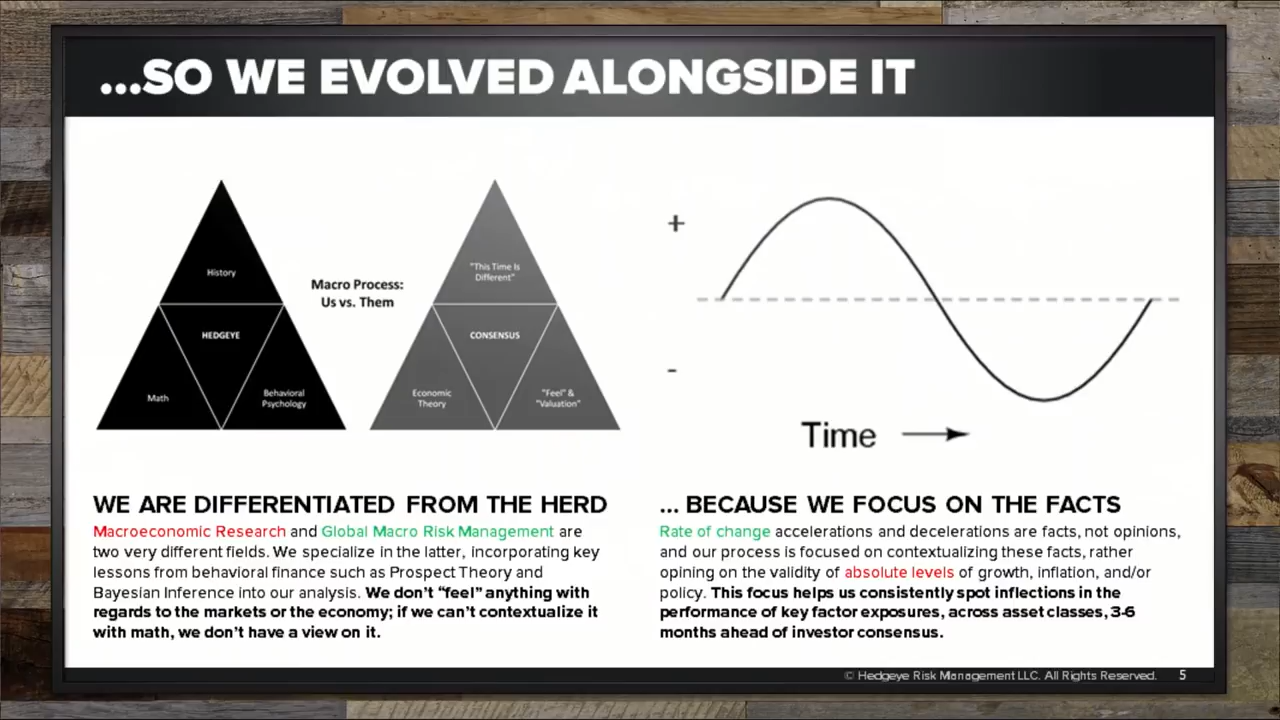 ...SO WE EVOLVED ALONGSIDE IT
History
HEDGEYE
Math
Behavioral
Psychology
Macro Process:
Us vs. Them
"This Time Is
Different"
CONSENSUS
Economic
Theory
"Feel" &
"Valuation"
+
-
Time
WE ARE DIFFERENTIATED FROM THE HERD
Macroeconomic Research and Global Macro Risk Management are
two very different fields. We specialize in the latter, incorporating key
lessons from behavioral finance such as Prospect Theory and
Bayesian Inference into our analysis. We don't “feel” anything with
regards to the markets or the economy; if we can't contextualize it
with math, we don't have a view on it.
... BECAUSE WE FOCUS ON THE FACTS
Rate of change accelerations and decelerations are facts, not opinions,
and our process is focused on contextualizing these facts, rather
opining on the validity of absolute levels of growth, inflation, and/or
policy. This focus helps us consistently spot inflections in the
performance of key factor exposures, across asset classes, 3-6
months ahead of investor consensus.
© Hedgeye Risk Management LLC. All Rights Reserved. 5